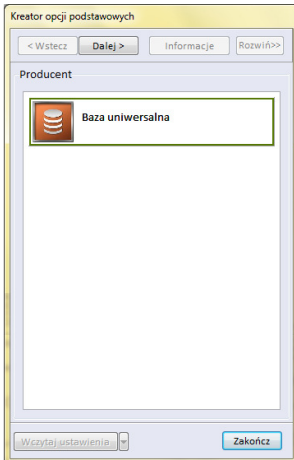 Kreator opcji podstawowych
< Wstecz Dalej > Informacje Rozwiń>>
Producent
Baza uniwersalna
Wczytaj ustawienia Zakończ